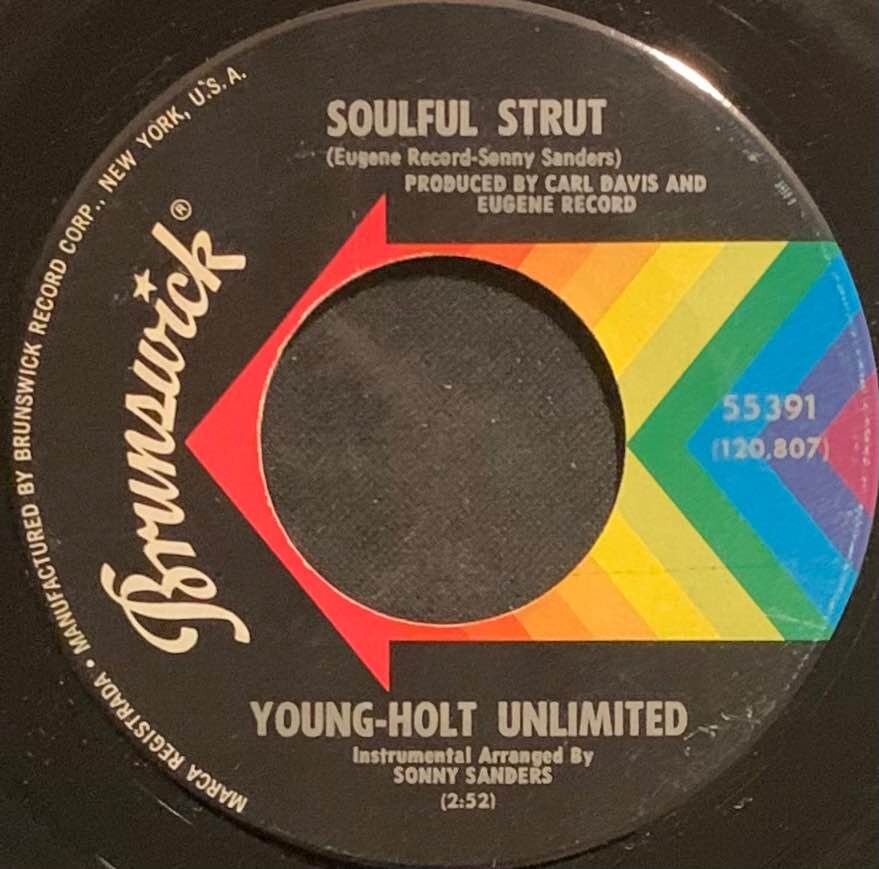 SOULFUL STRUT
(Eugene Record-Sonny Sanders)
PRODUCED BY CARL DAVIS AND
EUGENE RECORD
Brunswick®
55391
(120,807)
YOUNG-HOLT UNLIMITED
Instrumental Arranged By
SONNY SANDERS
(2:52)
MARCA REGISTRADA • MANUFACTURED BY BRUNSWICK RECORD CORP., NEW YORK, U.S.A.